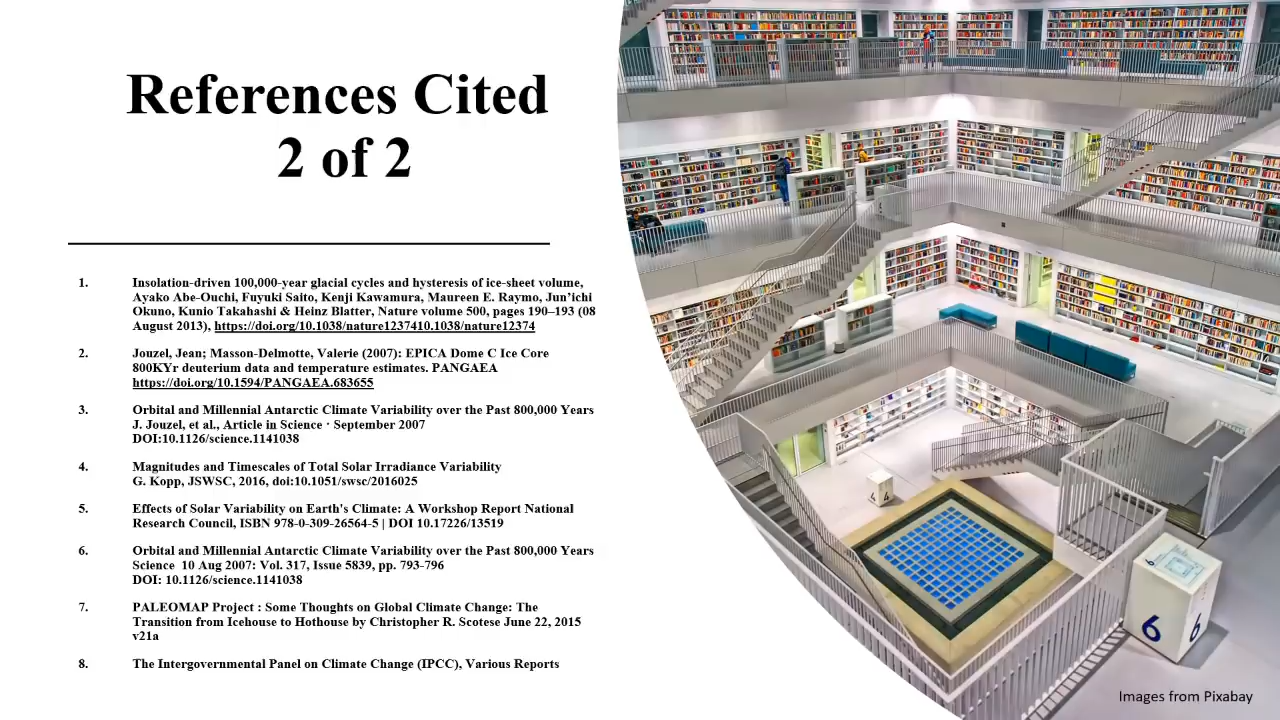 References Cited
2 of 2
1. Insolation-driven 100,000-year glacial cycles and hysteresis of ice-sheet volume,
Ayako Abe-Ouchi, Fuyuki Saito, Kenji Kawamura, Maureen E. Raymo, Jun’ichi
Okuno, Kunio Takahashi & Heinz Blatter, Nature volume 500, pages 190–193 (08
August 2013), https://doi.org/10.1038/nature1237410.1038/nature12374
2. Jouzel, Jean; Masson-Delmotte, Valerie (2007): EPICA Dome C Ice Core
800KYr deuterium data and temperature estimates. PANGAEA
https://doi.org/10.1594/PANGAEA.683655
3. Orbital and Millennial Antarctic Climate Variability over the Past 800,000 Years
J. Jouzel, et al., Article in Science · September 2007
DOI:10.1126/science.1141038
4. Magnitudes and Timescales of Total Solar Irradiance Variability
G. Kopp, JSWSC, 2016, doi:10.1051/swsc/2016025
5. Effects of Solar Variability on Earth's Climate: A Workshop Report National
Research Council, ISBN 978-0-309-26564-5 | DOI 10.17226/13519
6. Orbital and Millennial Antarctic Climate Variability over the Past 800,000 Years
Science 10 Aug 2007: Vol. 317, Issue 5839, pp. 793-796
DOI: 10.1126/science.1141038
7. PALEOMAP Project : Some Thoughts on Global Climate Change: The
Transition from Icehouse to Hothouse by Christopher R. Scotese June 22, 2015
v21a
8. The Intergovernmental Panel on Climate Change (IPCC), Various Reports
4 4
6 6
Images from Pixabay